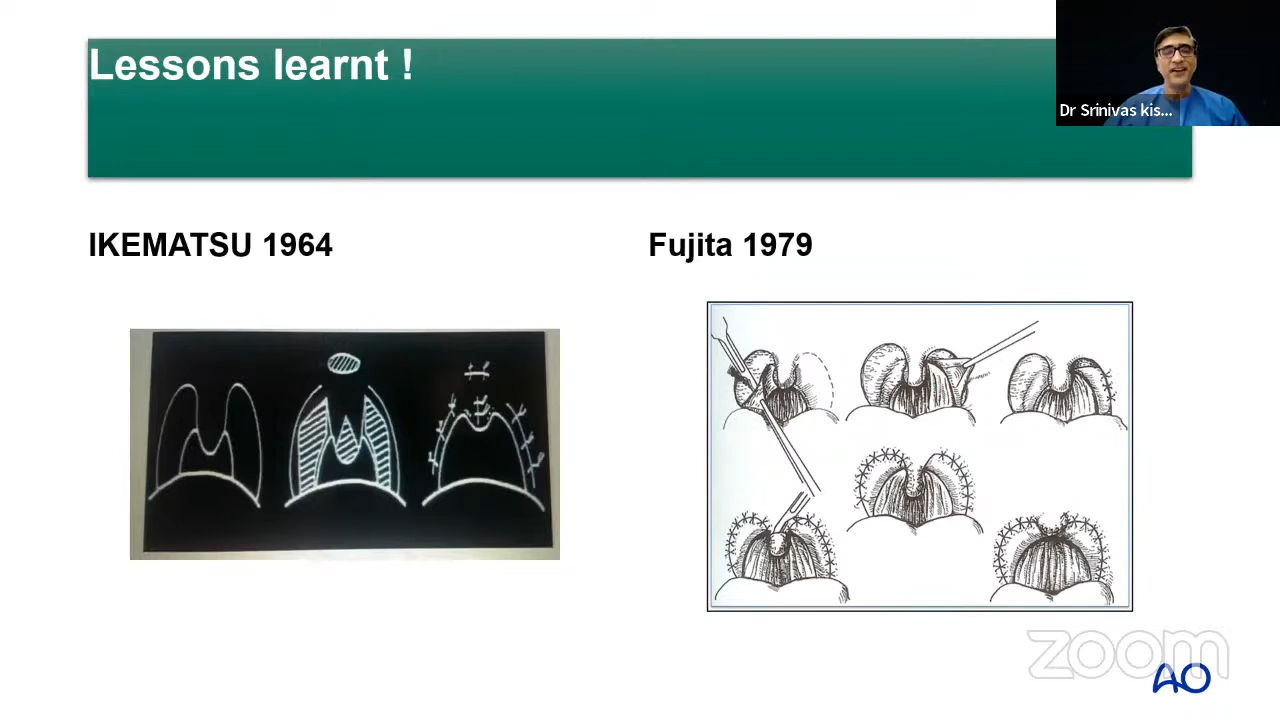 Lessons learnt !
Dr Srinivas kis...
IKEMATSU 1964
Fujita 1979
zoom
AO